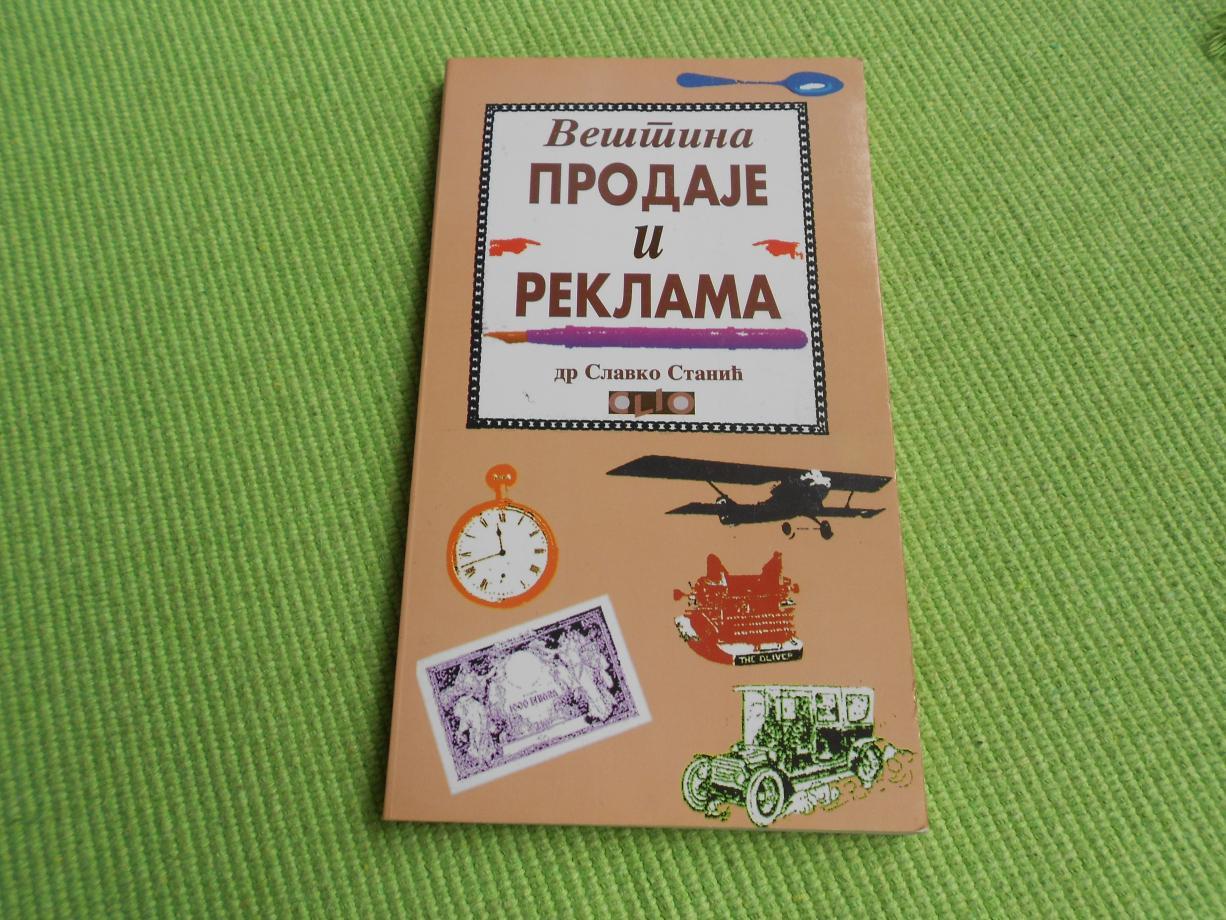 Вештина
ПРОДАЈЕ
и
РЕКЛАМА
др Славко Станић
CLIO
THE OLIVER